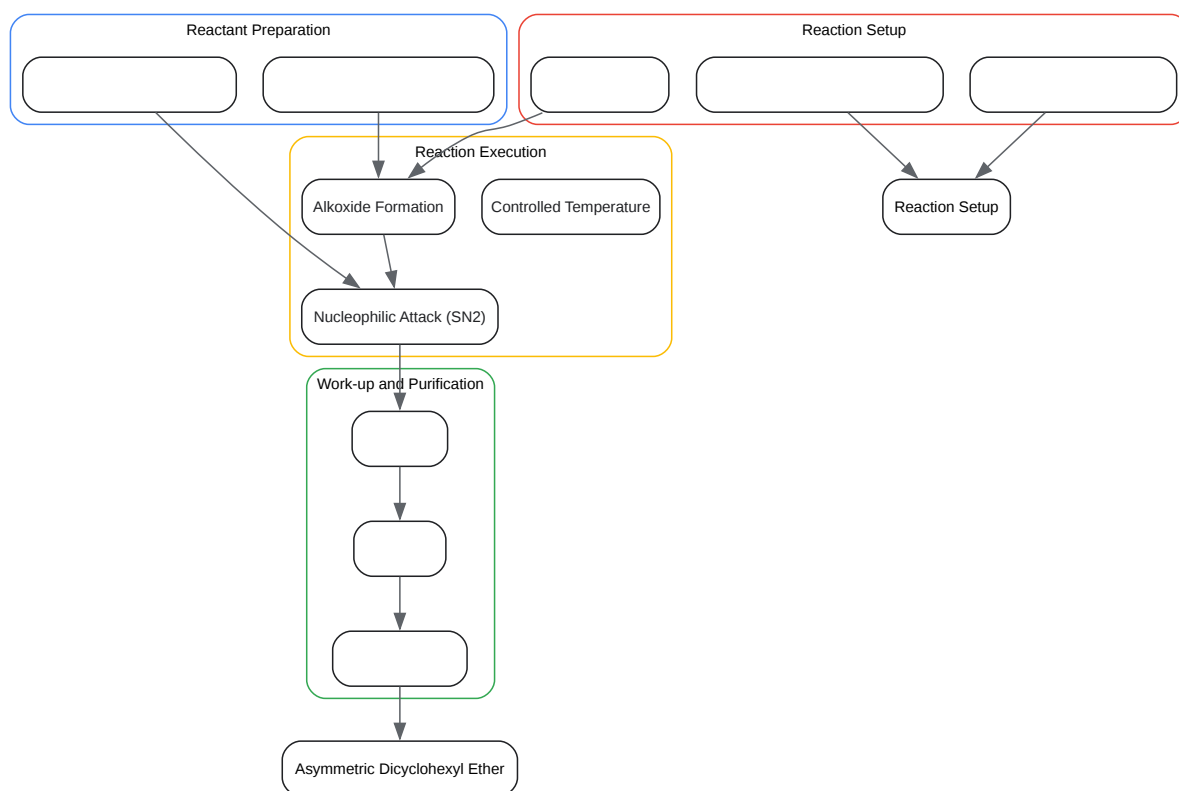 Reactant Preparation
Reaction Setup
Reaction Execution
Alkoxide Formation
Controlled Temperature
Reaction Setup
Nucleophilic Attack (SN2)
Work-up and Purification
Asymmetric Dicyclohexyl Ether